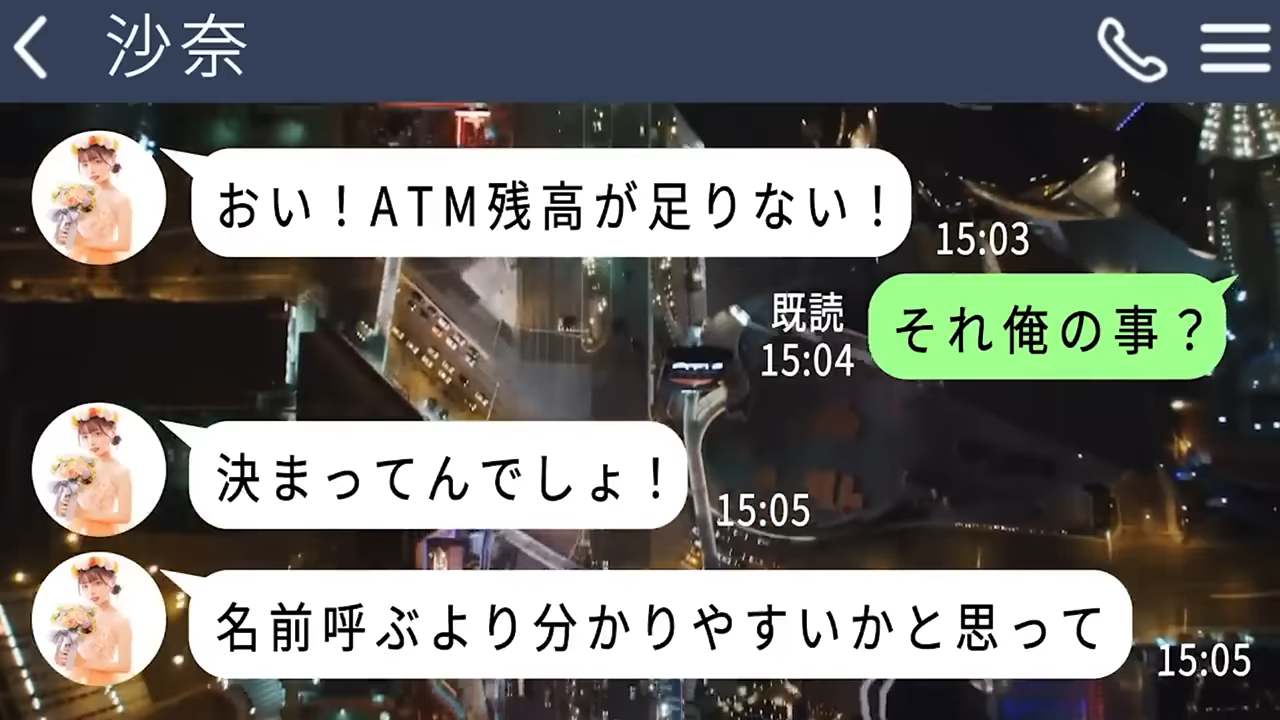 沙奈
おい！ATM残高が足りない！
15:03
それ俺の事？
既読
15:04
決まってんでしょ！
15:05
名前呼ぶより分かりやすいかと思って
15:05